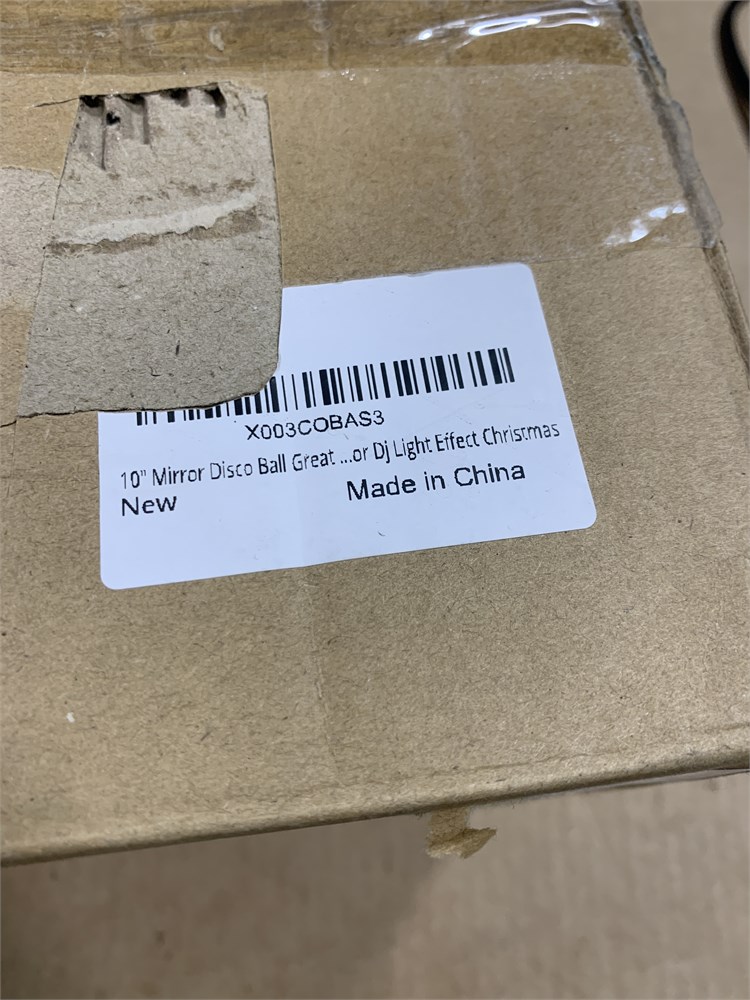 X003COBAS3
10" Mirror Disco Ball Great ...or Dj Light Effect Christmas
New
Made in China